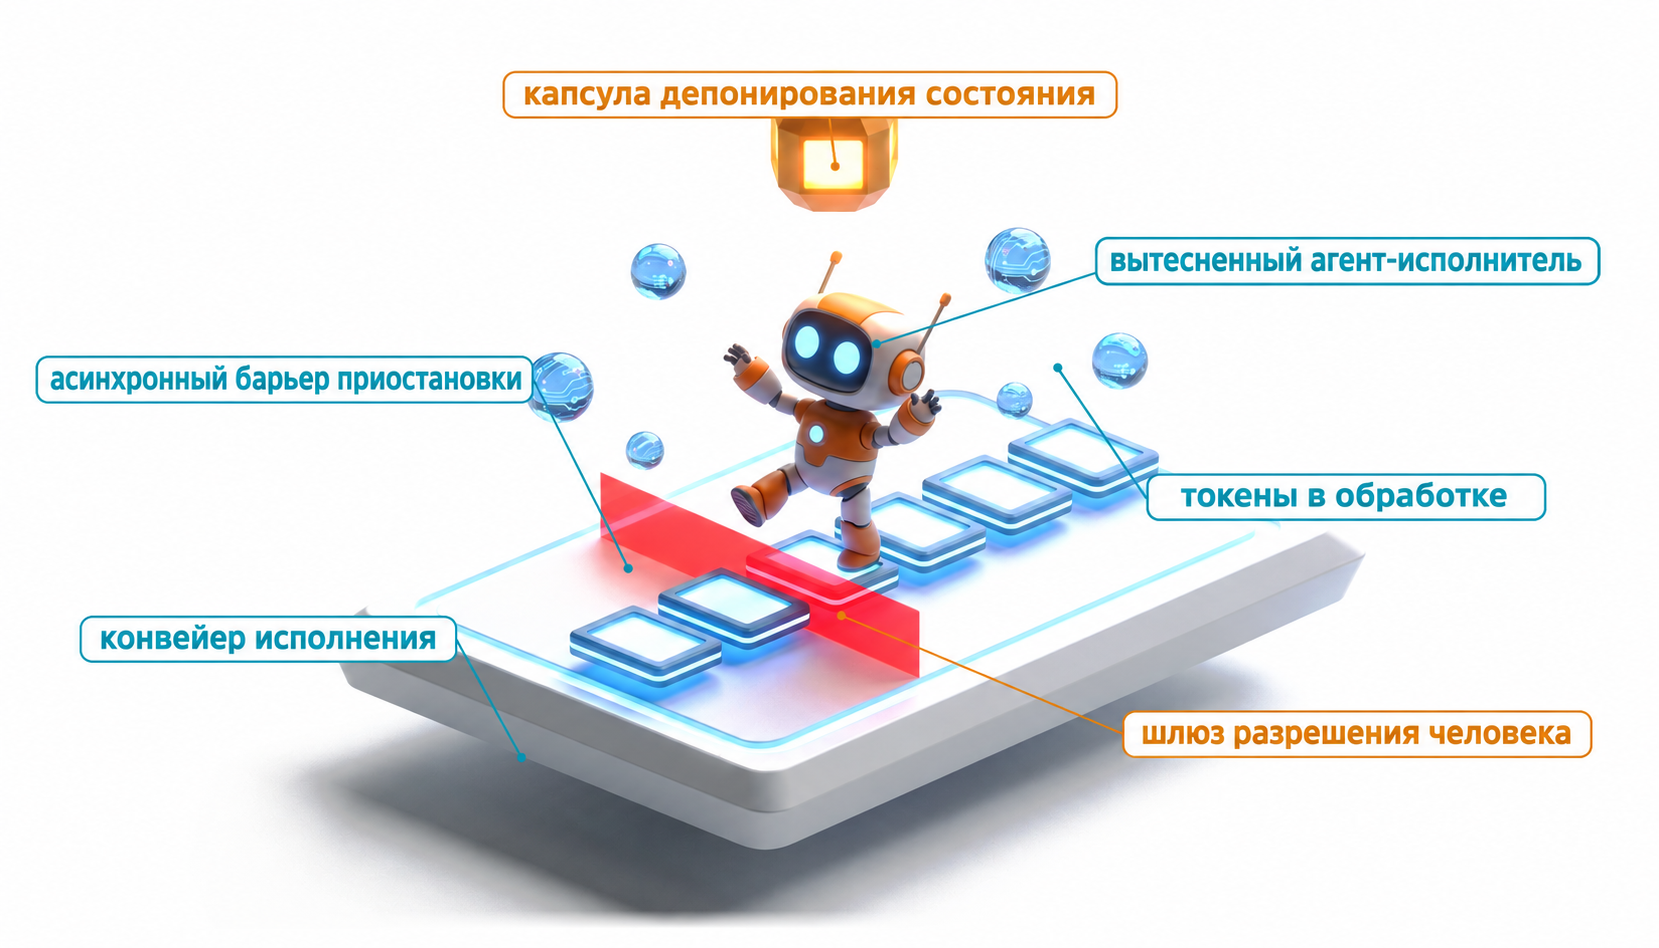 капсула депонирования состояния
вытесненный агент-исполнитель
асинхронный барьер приостановки
токены в обработке
конвейер исполнения
шлюз разрешения человека